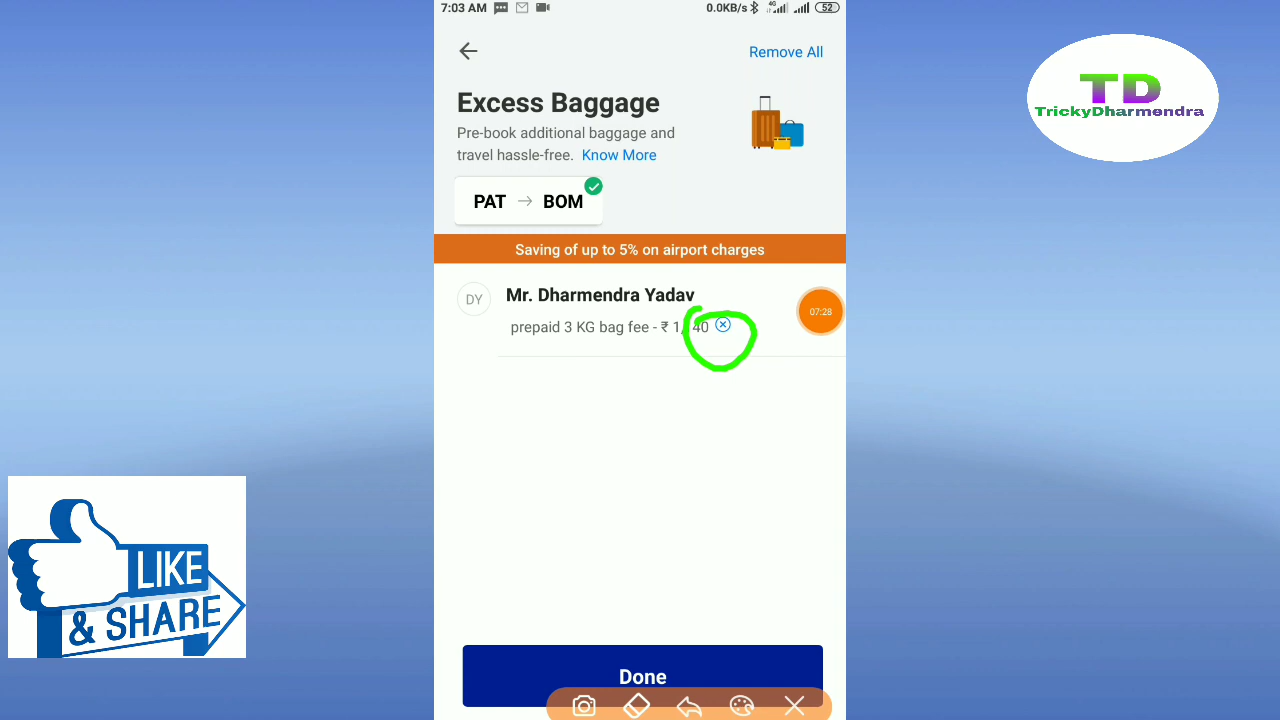 7:03 AM
0.0KB/s 4G 52
Remove All
Excess Baggage
Pre-book additional baggage and
travel hassle-free. Know More
PAT → BOM
Saving of up to 5% on airport charges
DY
Mr. Dharmendra Yadav
prepaid 3 KG bag fee - ₹
07:28
Done
TD
TrickyDharmendra
LIKE
& SHARE